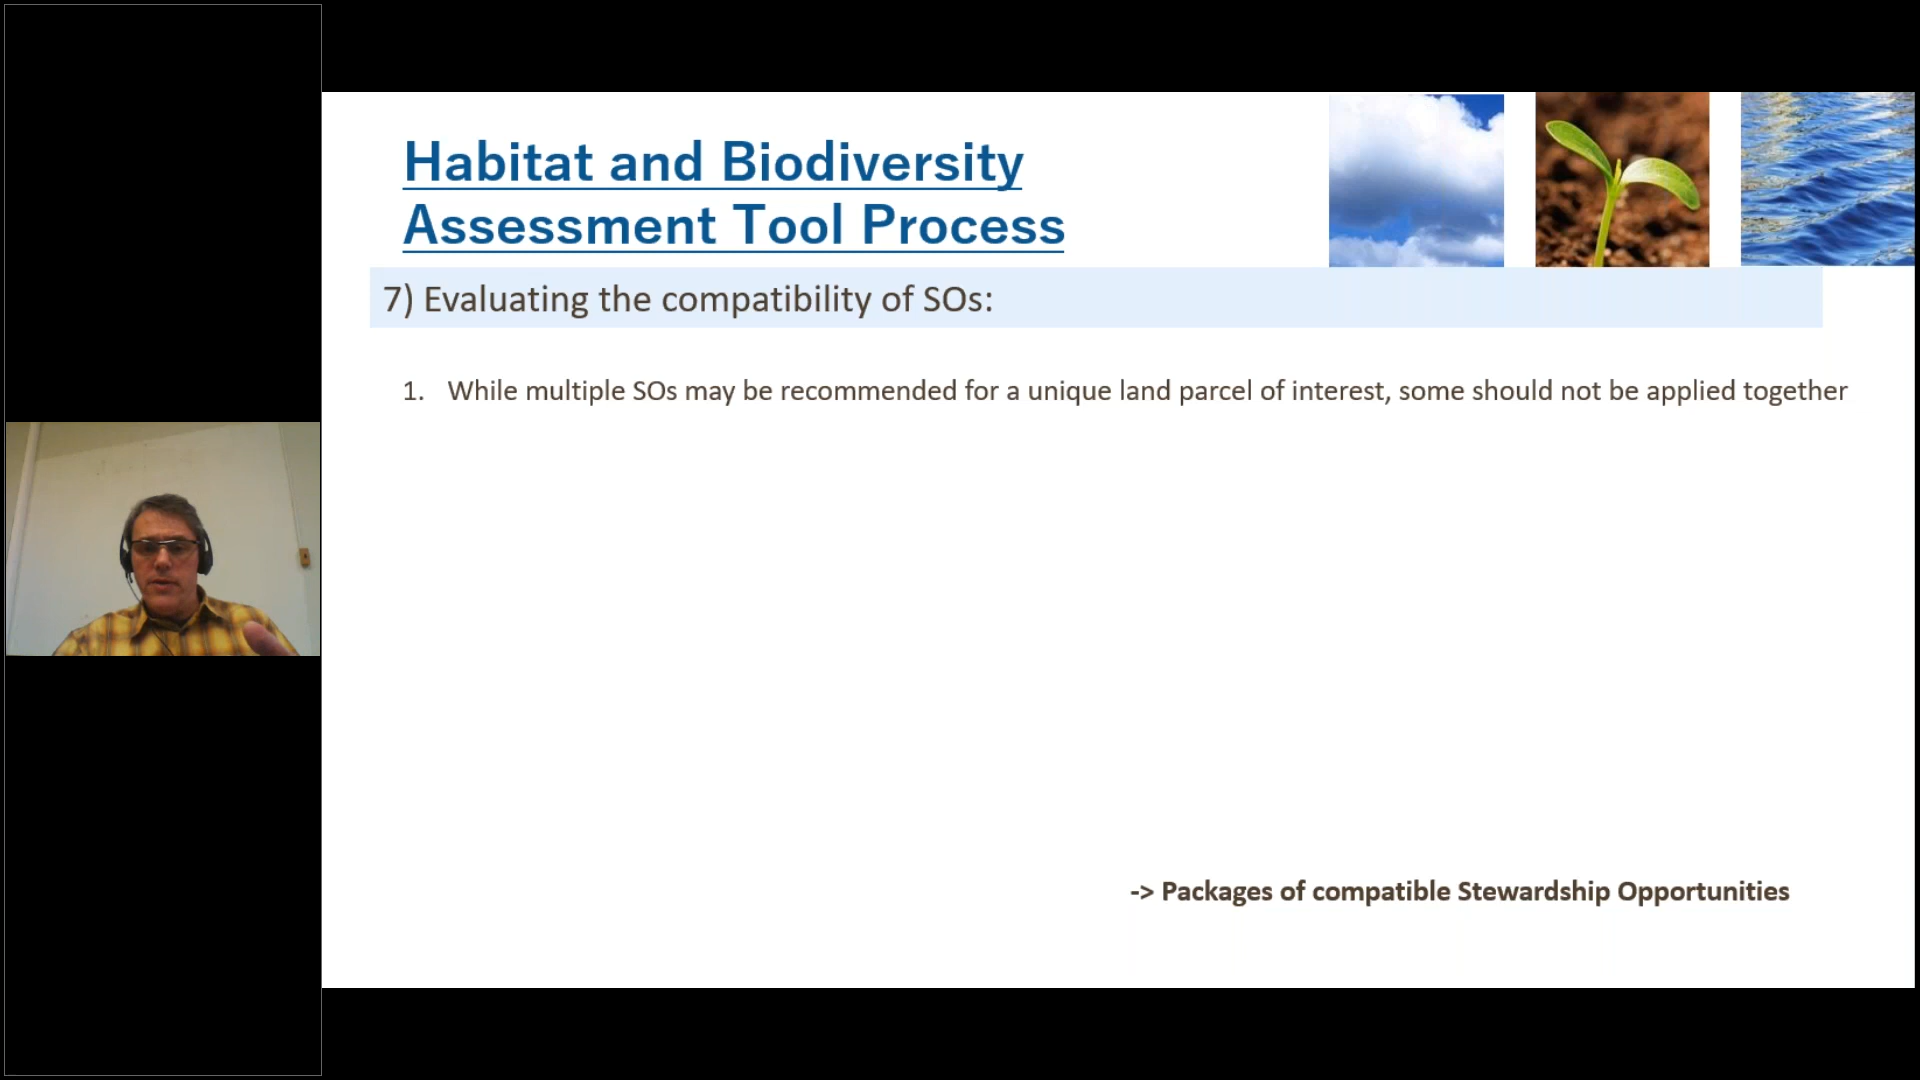 Habitat and Biodiversity
Assessment Tool Process
7) Evaluating the compatibility of SOs:
1. While multiple SOs may be recommended for a unique land parcel of interest, some should not be applied together
-> Packages of compatible Stewardship Opportunities